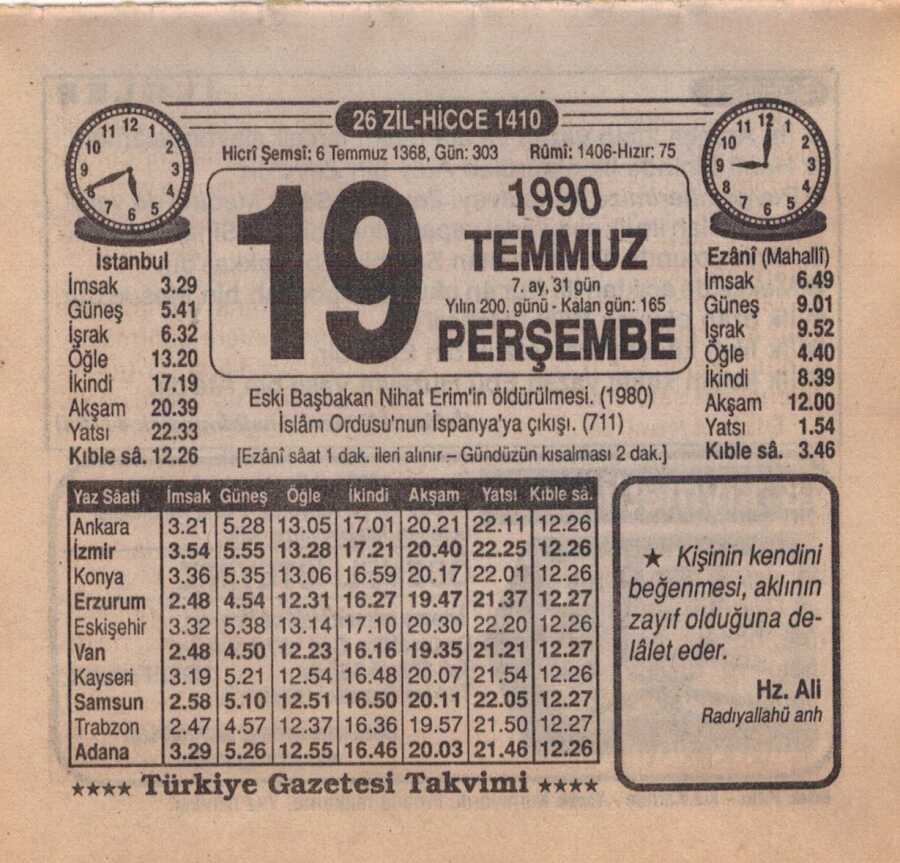 26 ZİL-HİCCE 1410
Hicrî Şemsî: 6 Temmuz 1368, Gün: 303 Rûmî: 1406-Hızır: 75
19
1990
TEMMUZ
7. ay, 31 gün
Yılın 200. günü - Kalan gün: 165
PERŞEMBE
İstanbul
İmsak 3.29
Güneş 5.41
İşrak 6.32
Öğle 13.20
İkindi 17.19
Akşam 20.39
Yatsı 22.33
Kıble sâ. 12.26
Ezânî (Mahallî)
İmsak 6.49
Güneş 9.01
İşrak 9.52
Öğle 4.40
İkindi 8.39
Akşam 12.00
Yatsı 1.54
Kıble sâ. 3.46
Eski Başbakan Nihat Erim'in öldürülmesi. (1980)
İslâm Ordusu'nun İspanya'ya çıkışı. (711)
[Ezânî sâat 1 dak. ileri alınır – Gündüzün kısalması 2 dak.]
Yaz Sâati İmsak Güneş Öğle İkindi Akşam Yatsı Kıble sâ.
Ankara 3.21 5.28 13.05 17.01 20.21 22.11 12.26
İzmir 3.54 5.55 13.28 17.21 20.40 22.25 12.26
Konya 3.36 5.35 13.06 16.59 20.17 22.01 12.26
Erzurum 2.48 4.54 12.31 16.27 19.47 21.37 12.27
Eskişehir 3.32 5.38 13.14 17.10 20.30 22.20 12.26
Van 2.48 4.50 12.23 16.16 19.35 21.21 12.27
Kayseri 3.19 5.21 12.54 16.48 20.07 21.54 12.26
Samsun 2.58 5.10 12.51 16.50 20.11 22.05 12.27
Trabzon 2.47 4.57 12.37 16.36 19.57 21.50 12.27
Adana 3.29 5.26 12.55 16.46 20.03 21.46 12.26
★ Kişinin kendini
beğenmesi, aklının
zayıf olduğuna de-
lâlet eder.
Hz. Ali
Radıyallahü anh
★★★★ Türkiye Gazetesi Takvimi ★★★★